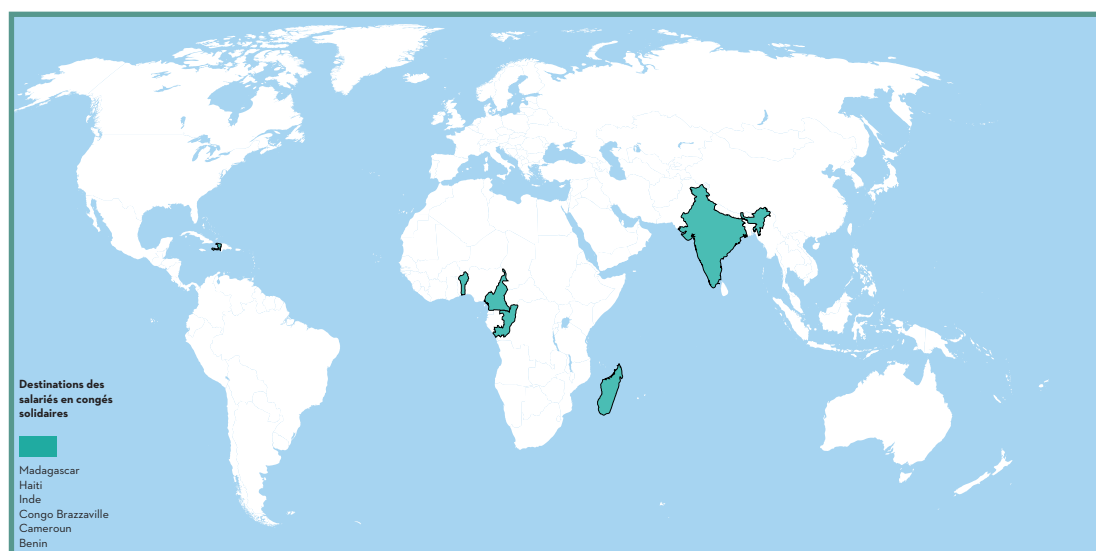 Destinations des
salariés en congés
solidaires
Madagascar
Haiti
Inde
Congo Brazzaville
Cameroun
Benin